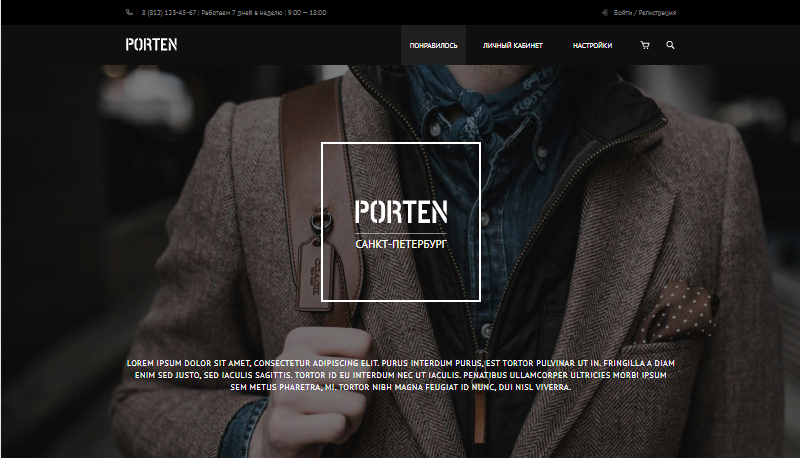 8 (812) 123-45-67 | Работаем 7 дней в неделю | 9:00 — 18:00
Войти / Регистрация
PORTEN
ПОНРАВИЛОСЬ
ЛИЧНЫЙ КАБИНЕТ
НАСТРОЙКИ
PORTEN
САНКТ-ПЕТЕРБУРГ
LOREM IPSUM DOLOR SIT AMET, CONSECTETUR ADIPISCING ELIT. PURUS INTERDUM PURUS, EST TORTOR PULVINAR UT IN. FRINGILLA A DIAM
ENIM SED JUSTO, SED IACULIS SAGITTIS. TORTOR ID EU INTERDUM NEC UT IACULIS. PENATIBUS ULLAMCORPER ULTRICIES MORBI IPSUM
SEM METUS PHARETRA, MI. TORTOR NIBH MAGNA FEUGIAT ID NUNC, DUI NISL VIVERRA.